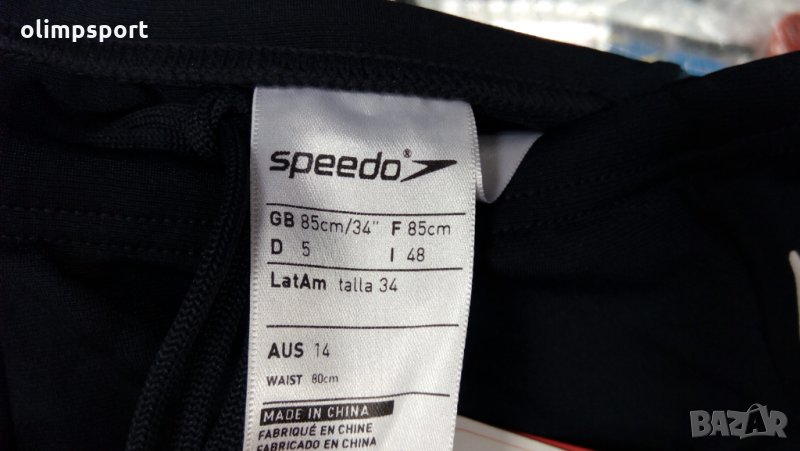 olimpsport
speedo®
GB 85cm/34" F 85cm
D 5 I 48
LatAm talla 34
AUS 14
WAIST 80cm
MADE IN CHINA
FABRIQUÉ EN CHINE
FABRICADO EN CHINA
BAZAR